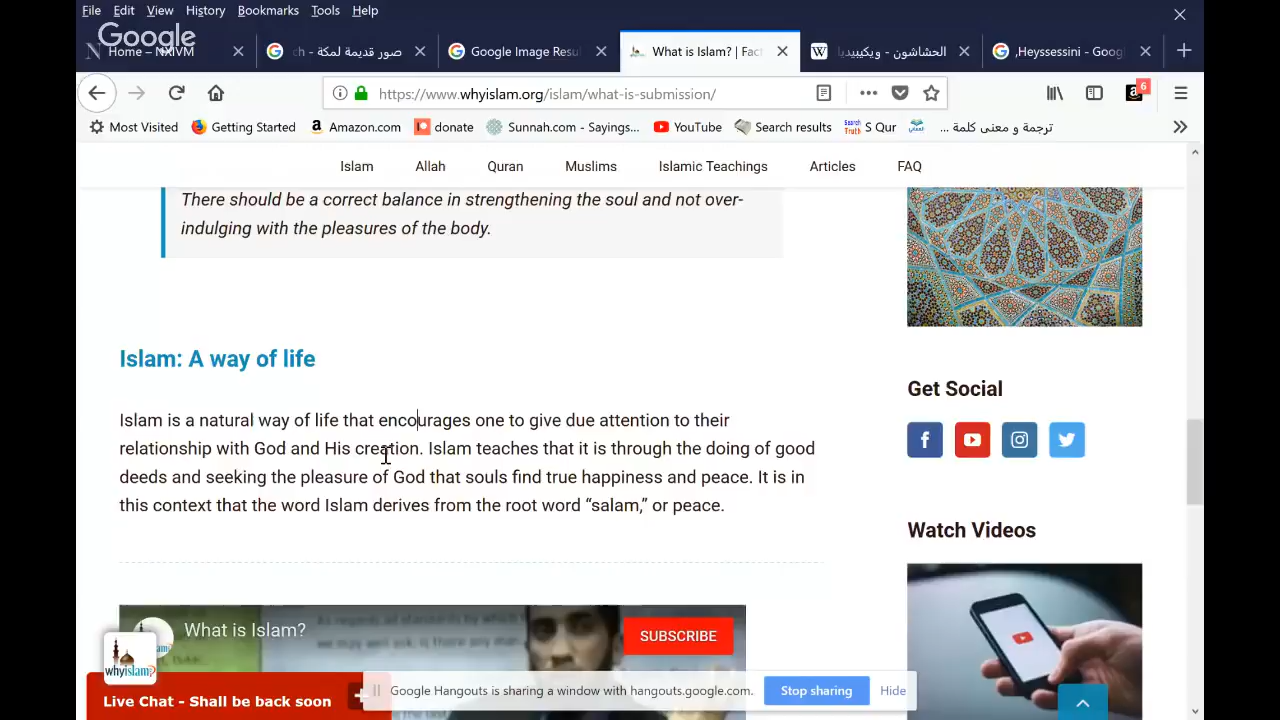 File Edit View History Bookmarks Tools Help
Google
Home – NXIVM
صور قديمة لمكة - ch
Google Image Resu
What is Islam? | Fact
الحشاشون - ويكيبيديا
Heyssessini - Goog,
https://www.whyislam.org/islam/what-is-submission/
6
Most Visited Getting Started Amazon.com donate Sunnah.com - Sayings... YouTube Search results S Qur ترجمة و معنى كلمة ...
Islam Allah Quran Muslims Islamic Teachings Articles FAQ
There should be a correct balance in strengthening the soul and not over-
indulging with the pleasures of the body.
Islam: A way of life
Islam is a natural way of life that encourages one to give due attention to their
relationship with God and His creation. Islam teaches that it is through the doing of good
deeds and seeking the pleasure of God that souls find true happiness and peace. It is in
this context that the word Islam derives from the root word “salam,” or peace.
Get Social
Watch Videos
What is Islam?
SUBSCRIBE
whyislam?
Live Chat - Shall be back soon
Google Hangouts is sharing a window with hangouts.google.com.
Stop sharing
Hide